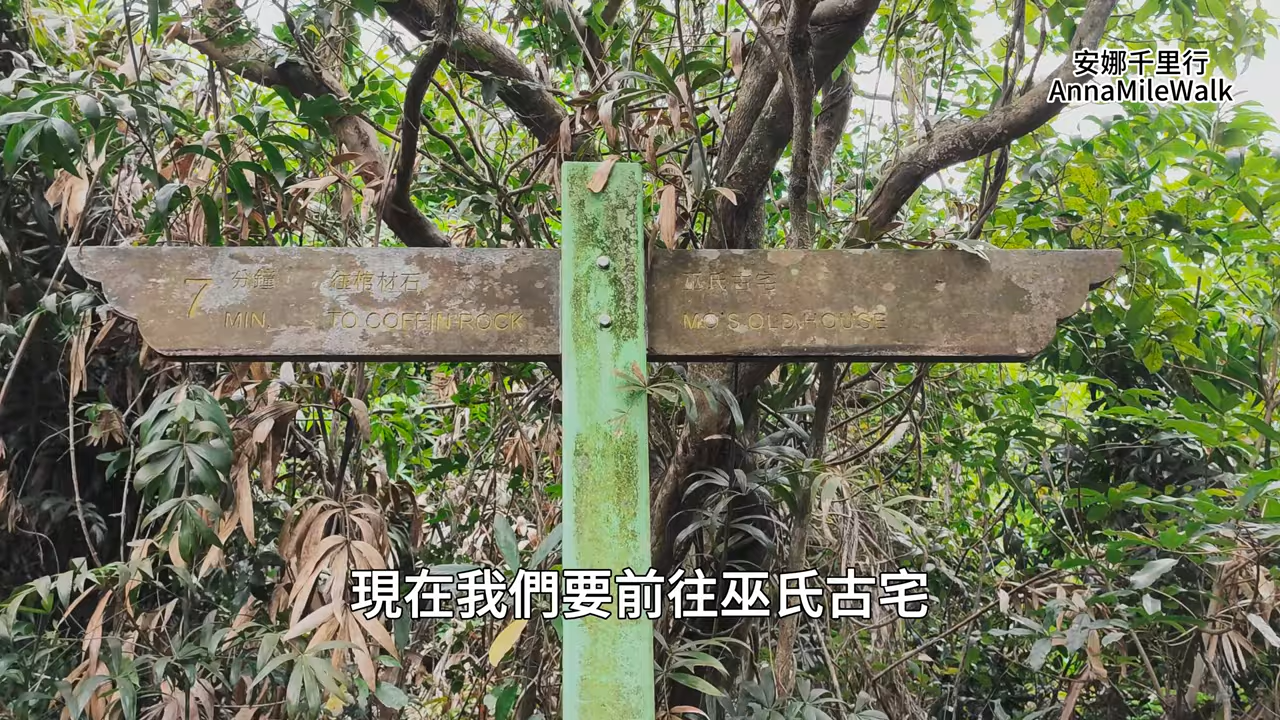 安娜千里行
AnnaMileWalk
7 分鐘
MIN.
往棺材石
TO COFFIN ROCK
巫氏古宅
MO'S OLD HOUSE
現在我們要前往巫氏古宅